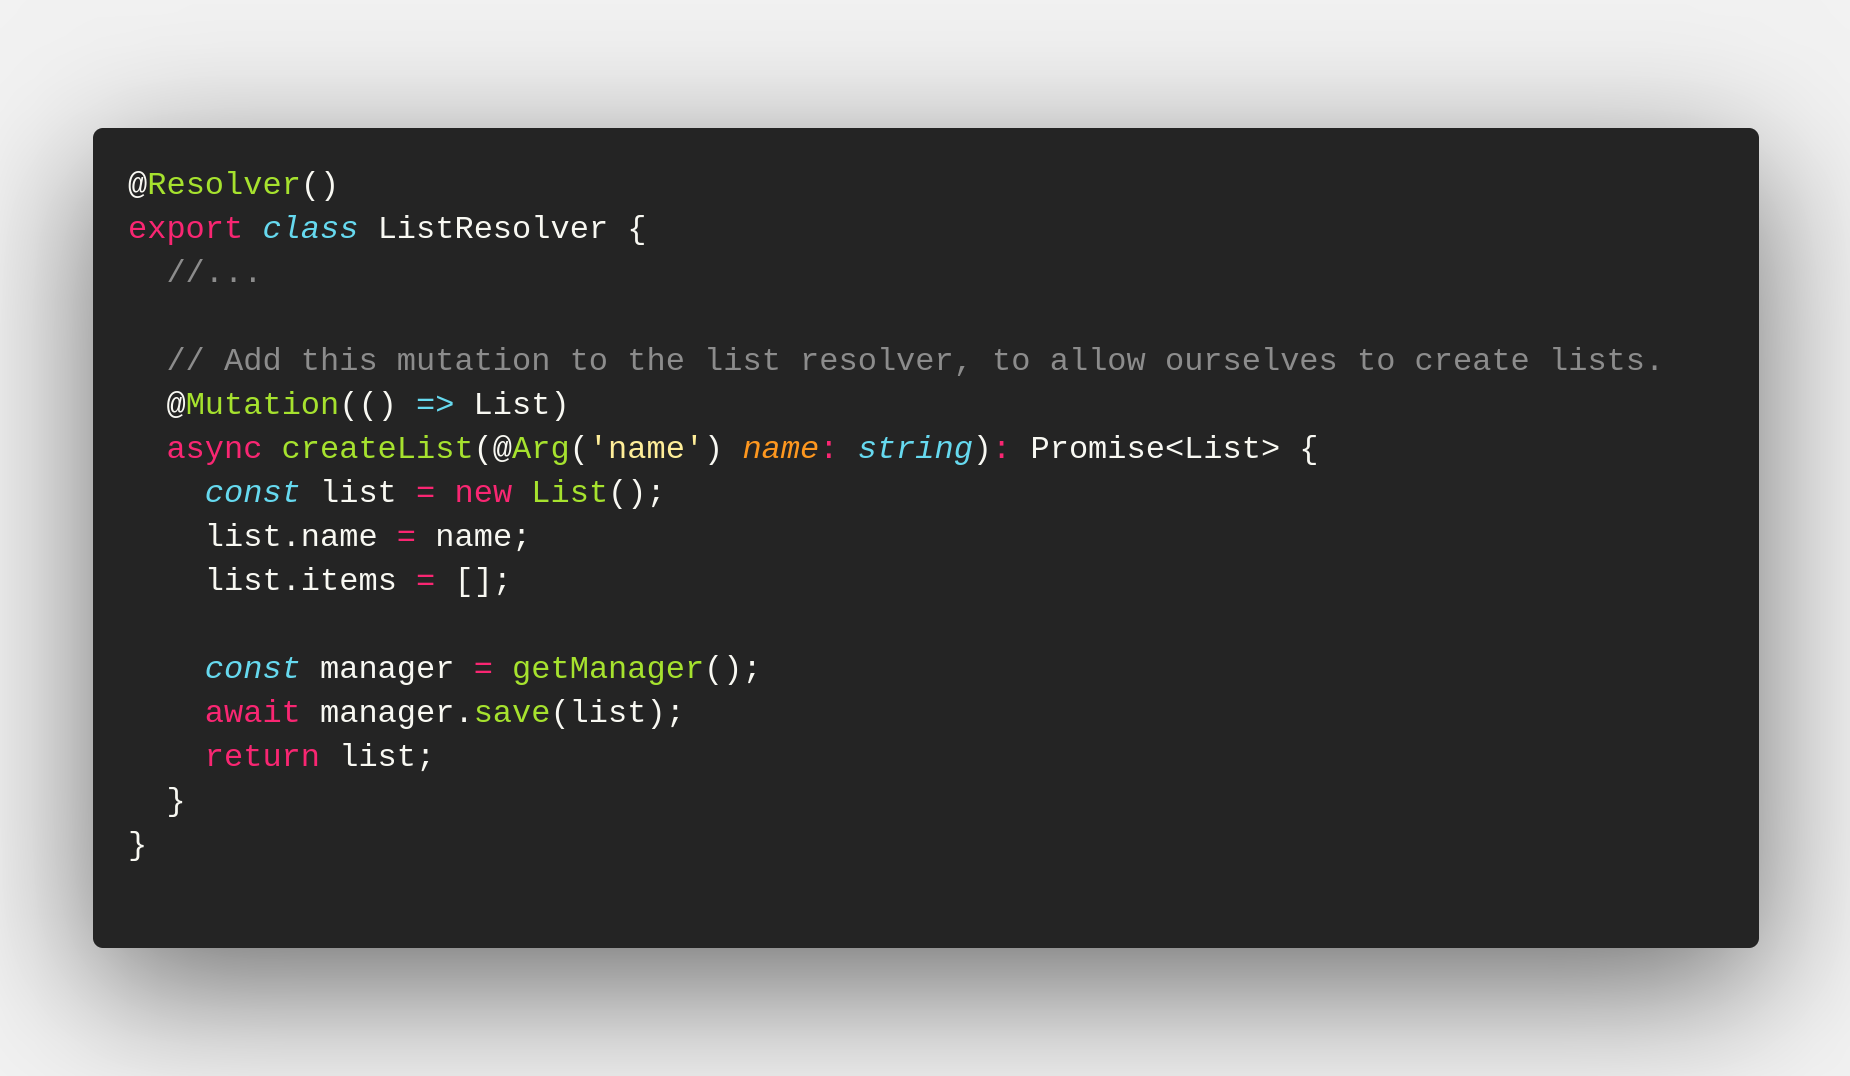 @Resolver()
export class ListResolver {
  //...

  // Add this mutation to the list resolver, to allow ourselves to create lists.
  @Mutation(() => List)
  async createList(@Arg('name') name: string): Promise<List> {
    const list = new List();
    list.name = name;
    list.items = [];

    const manager = getManager();
    await manager.save(list);
    return list;
  }
}